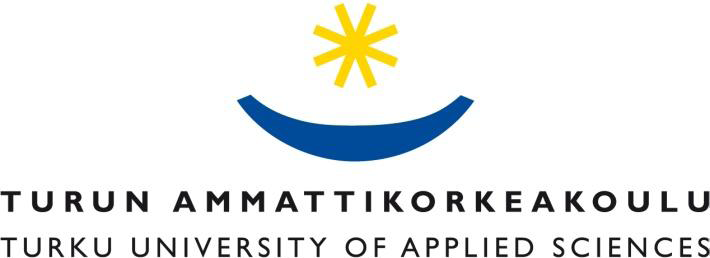 TURUN AMMATTIKORKEAKOULU
TURKU UNIVERSITY OF APPLIED SCIENCES